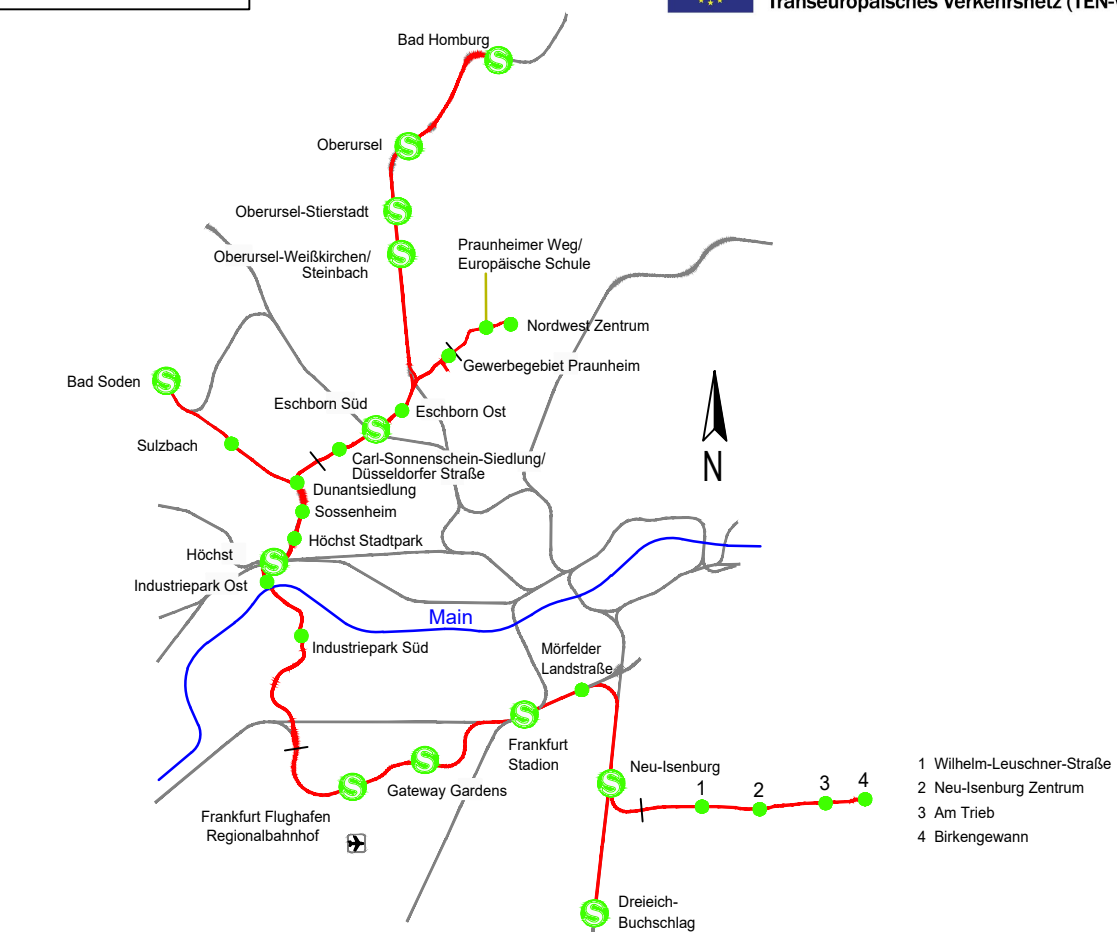 Transeuropäisches Verkehrsnetz (TEN-
Bad Homburg
Oberursel
Oberursel-Stierstadt
Oberursel-Weißkirchen/
Steinbach
Praunheimer Weg/
Europäische Schule
Nordwest Zentrum
Gewerbegebiet Praunheim
Bad Soden
Eschborn Süd
Eschborn Ost
Sulzbach
Carl-Sonnenschein-Siedlung/
Düsseldorfer Straße
Dunantsiedlung
Sossenheim
Höchst Stadtpark
Höchst
Industriepark Ost
N
Main
Industriepark Süd
Mörfelder
Landstraße
Frankfurt
Stadion
Gateway Gardens
Frankfurt Flughafen
Regionalbahnhof
Neu-Isenburg
1
2
3
4
Dreieich-
Buchschlag
1 Wilhelm-Leuschner-Straße
2 Neu-Isenburg Zentrum
3 Am Trieb
4 Birkengewann